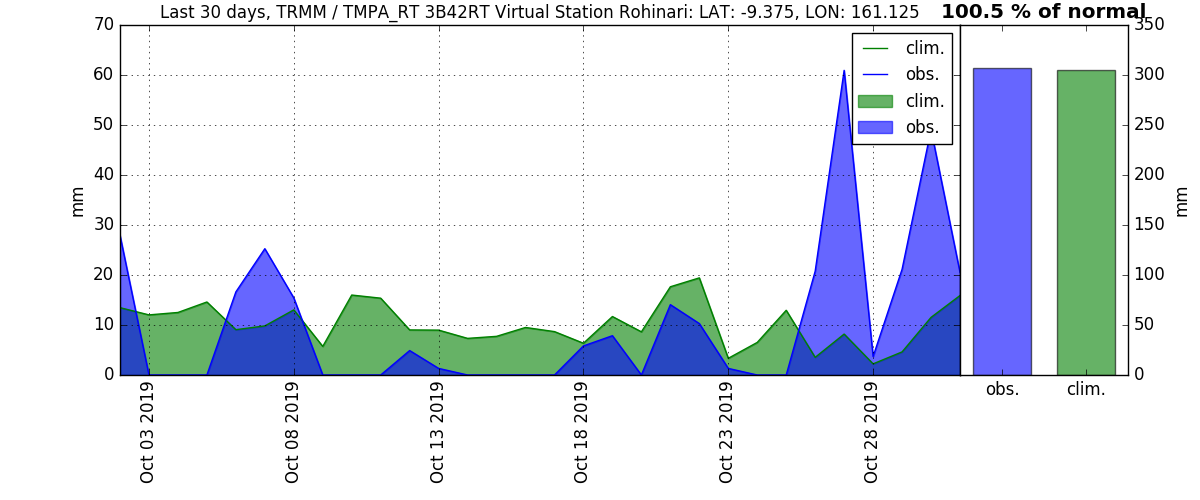 Last 30 days, TRMM / TMPA_RT 3B42RT Virtual Station Rohinari: LAT: -9.375, LON: 161.125
100.5 % of normal
70
60
50
40
30
20
10
0
mm
clim.
obs.
clim.
obs.
350
300
250
200
150
100
50
0
mm
obs.
clim.
Oct 03 2019
Oct 08 2019
Oct 13 2019
Oct 18 2019
Oct 23 2019
Oct 28 2019